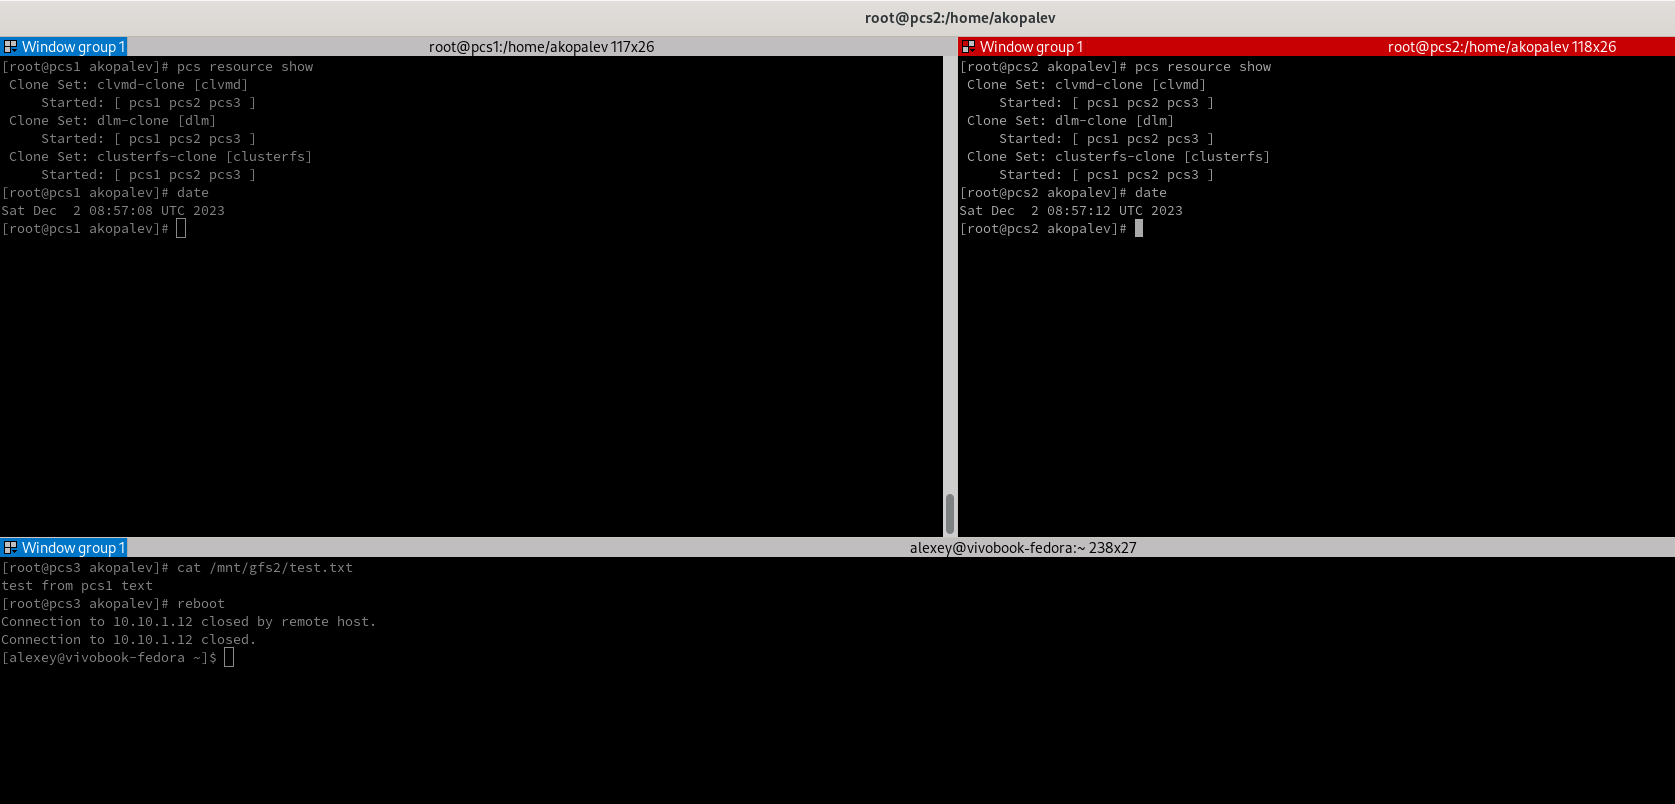 root@pcs2:/home/akopalev
Window group 1
root@pcs1:/home/akopalev 117x26
[root@pcs1 akopalev]# pcs resource show
 Clone Set: clvmd-clone [clvmd]
     Started: [ pcs1 pcs2 pcs3 ]
 Clone Set: dlm-clone [dlm]
     Started: [ pcs1 pcs2 pcs3 ]
 Clone Set: clusterfs-clone [clusterfs]
     Started: [ pcs1 pcs2 pcs3 ]
[root@pcs1 akopalev]# date
Sat Dec  2 08:57:08 UTC 2023
[root@pcs1 akopalev]#
Window group 1
root@pcs2:/home/akopalev 118x26
[root@pcs2 akopalev]# pcs resource show
 Clone Set: clvmd-clone [clvmd]
     Started: [ pcs1 pcs2 pcs3 ]
 Clone Set: dlm-clone [dlm]
     Started: [ pcs1 pcs2 pcs3 ]
 Clone Set: clusterfs-clone [clusterfs]
     Started: [ pcs1 pcs2 pcs3 ]
[root@pcs2 akopalev]# date
Sat Dec  2 08:57:12 UTC 2023
[root@pcs2 akopalev]#
Window group 1
alexey@vivobook-fedora:~ 238x27
[root@pcs3 akopalev]# cat /mnt/gfs2/test.txt
test from pcs1 text
[root@pcs3 akopalev]# reboot
Connection to 10.10.1.12 closed by remote host.
Connection to 10.10.1.12 closed.
[alexey@vivobook-fedora ~]$